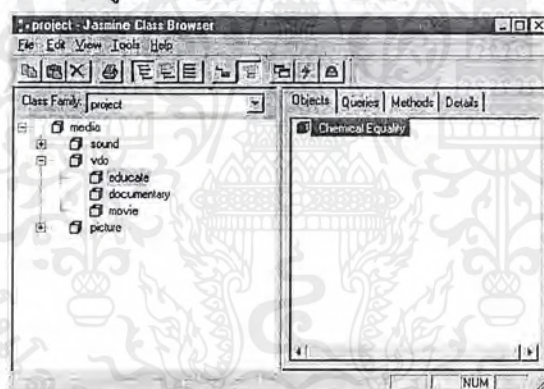 project - Jasmine Class Browser
File Edit View Tools Help
Class Family: project
media
sound
vdo
educate
documentary
movie
picture
Objects Queries Methods Details
Chemical Equality
NUM